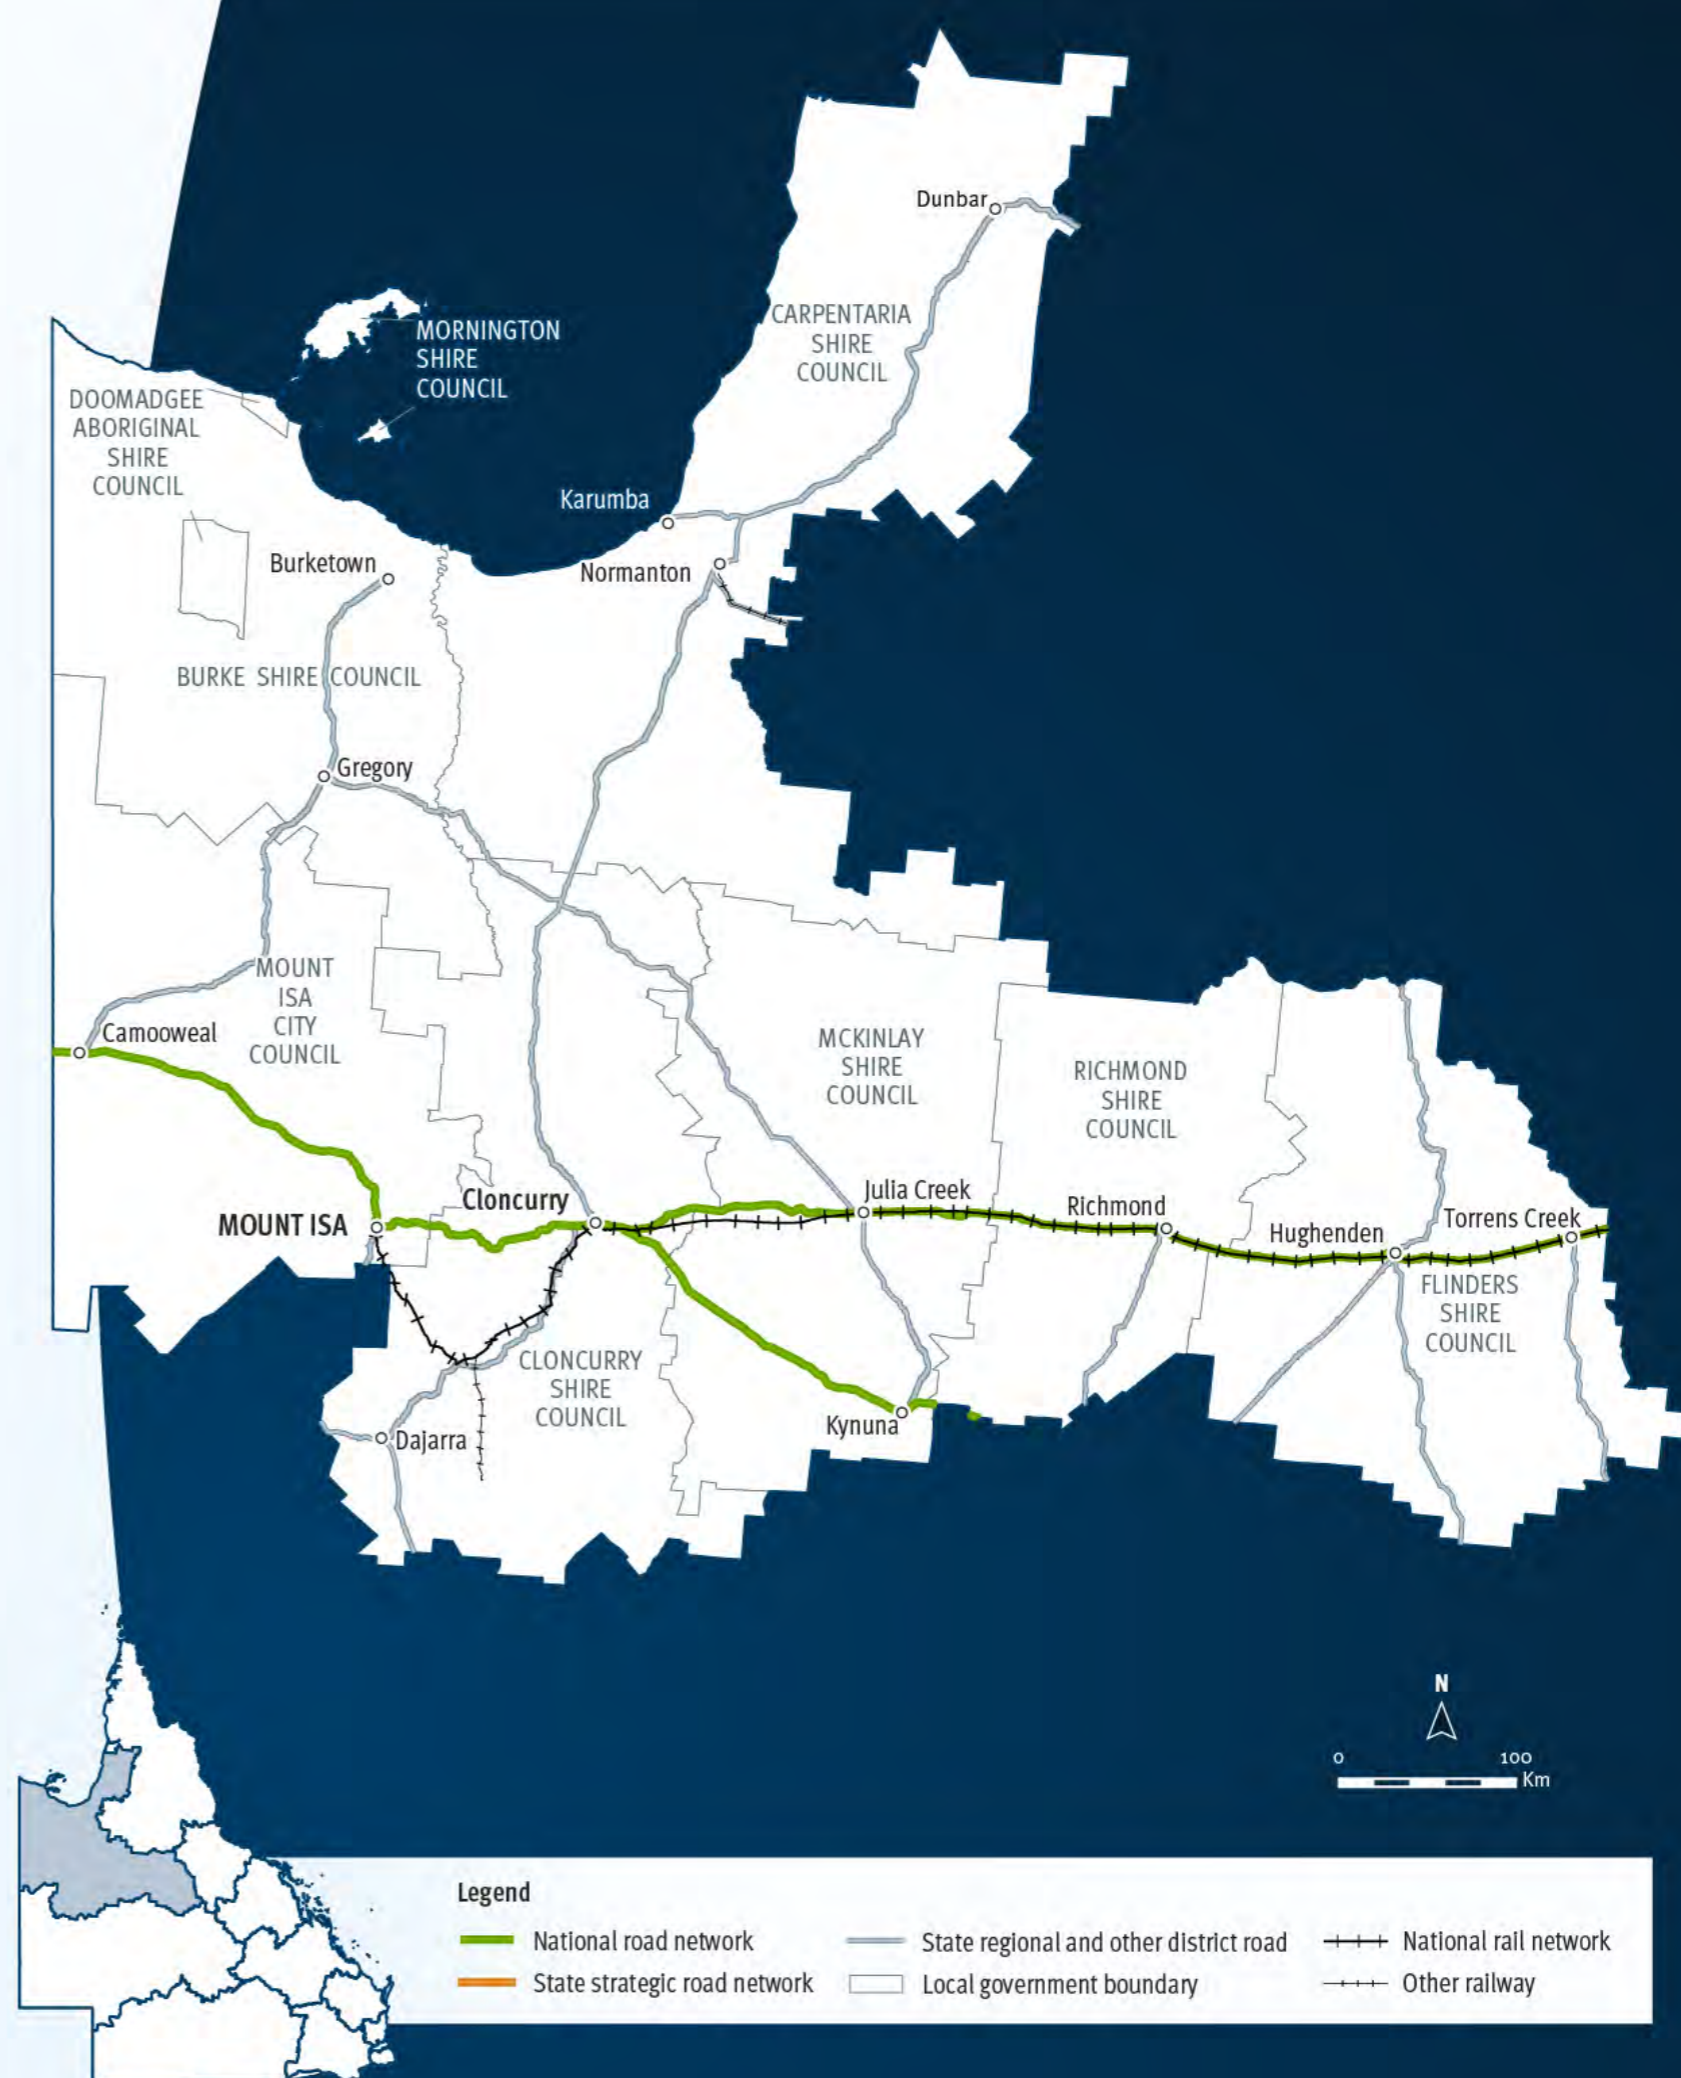 Dunbar
CARPENTARIA
SHIRE
COUNCIL
MORNINGTON
SHIRE
COUNCIL
DOOMADGEE
ABORIGINAL
SHIRE
COUNCIL
Karumba
Burketown
Normanton
BURKE SHIRE COUNCIL
Gregory
MOUNT
ISA
CITY
COUNCIL
Camooweal
MCKINLAY
SHIRE
COUNCIL
RICHMOND
SHIRE
COUNCIL
MOUNT ISA
Cloncurry
Julia Creek
Richmond
Hughenden
Torrens Creek
FLINDERS
SHIRE
COUNCIL
CLONCURRY
SHIRE
COUNCIL
Kynuna
Dajarra
N
0 100
Km
Legend
National road network
State regional and other district road
National rail network
State strategic road network
Local government boundary
Other railway